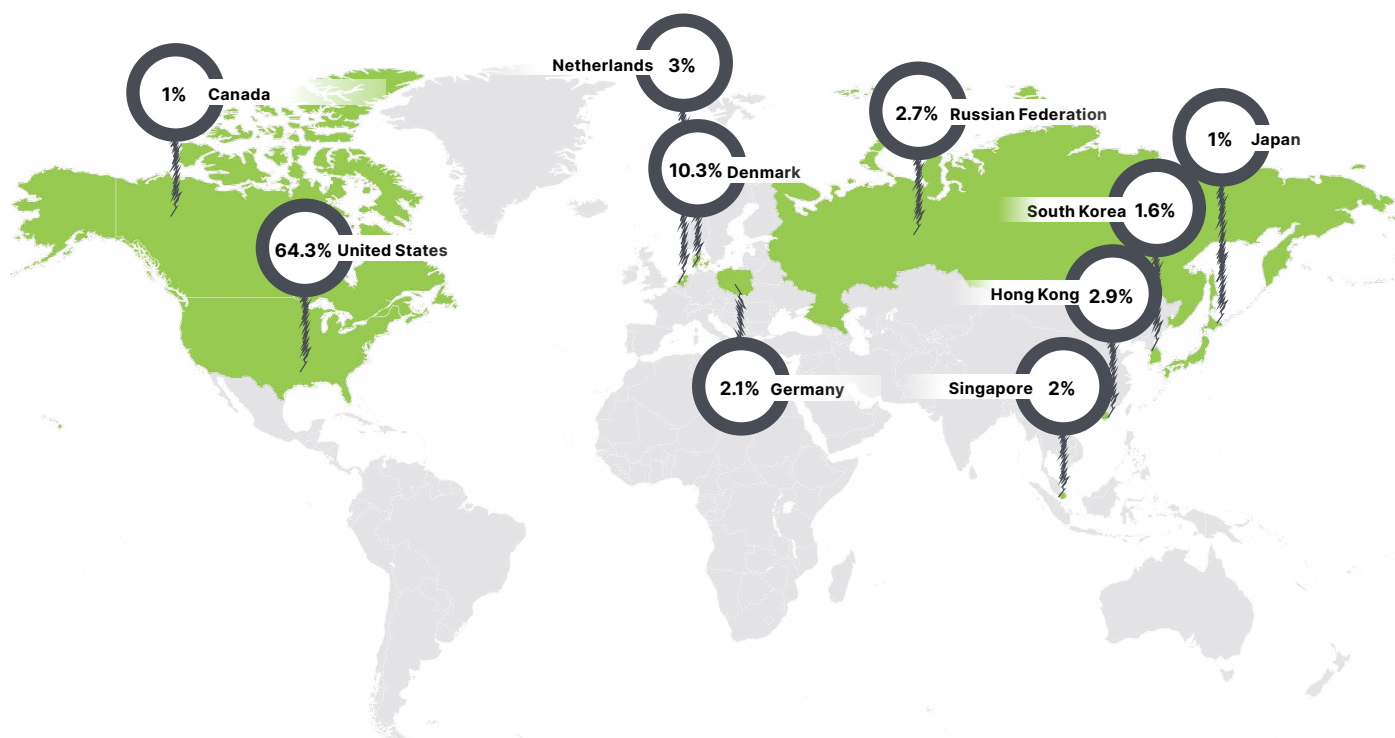 Netherlands 3%
1% Canada
2.7% Russian Federation
1% Japan
10.3% Denmark
South Korea 1.6%
64.3% United States
Hong Kong 2.9%
2.1% Germany
Singapore 2%